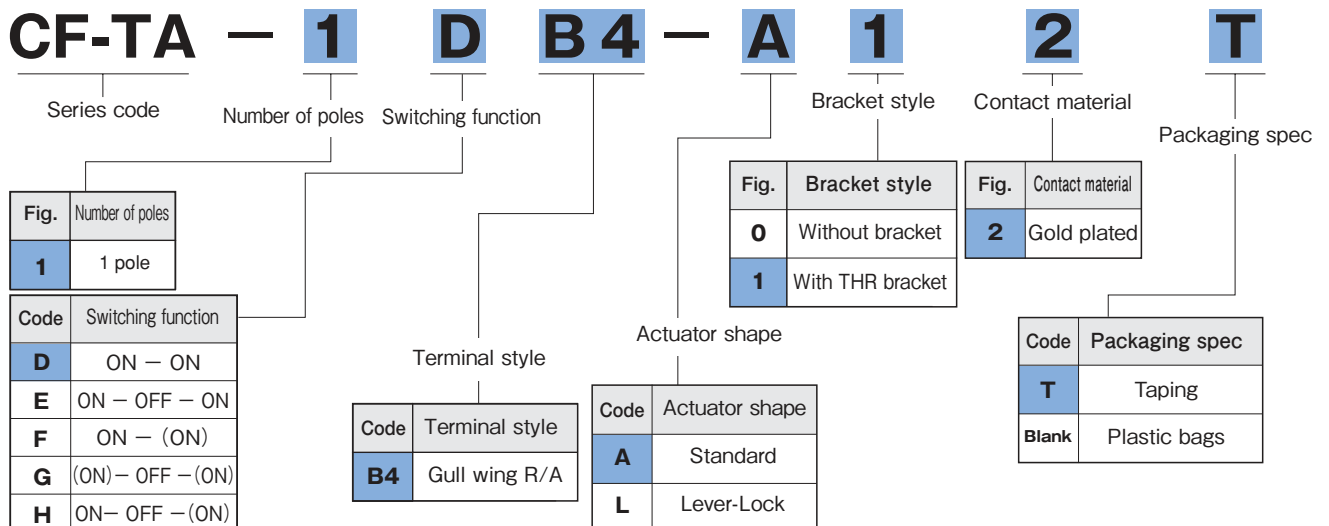 CF-TA － 1 D B4 － A 1 2 T
Series code
Number of poles
Switching function
Bracket style
Contact material
Packaging spec
Fig. Number of poles
1 1 pole
Code Switching function
D ON － ON
E ON － OFF － ON
F ON － (ON)
G (ON)－ OFF －(ON)
H ON－ OFF －(ON)
Terminal style
Code Terminal style
B4 Gull wing R/A
Actuator shape
Code Actuator shape
A Standard
L Lever-Lock
Fig. Bracket style
0 Without bracket
1 With THR bracket
Fig. Contact material
2 Gold plated
Code Packaging spec
T Taping
Blank Plastic bags